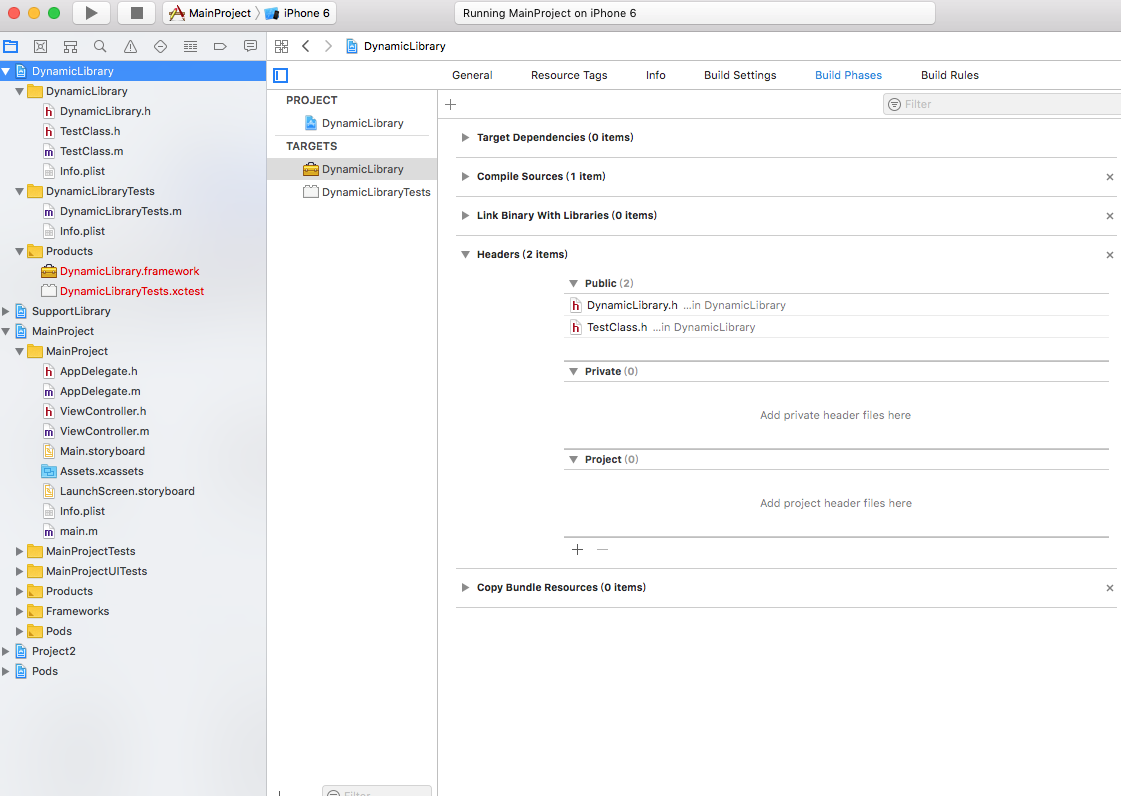 MainProject iPhone 6
Running MainProject on iPhone 6
DynamicLibrary
DynamicLibrary
DynamicLibrary
h DynamicLibrary.h
h TestClass.h
m TestClass.m
Info.plist
DynamicLibraryTests
m DynamicLibraryTests.m
Info.plist
Products
DynamicLibrary.framework
DynamicLibraryTests.xctest
SupportLibrary
MainProject
MainProject
h AppDelegate.h
m AppDelegate.m
h ViewController.h
m ViewController.m
Main.storyboard
Assets.xcassets
LaunchScreen.storyboard
Info.plist
m main.m
MainProjectTests
MainProjectUITests
Products
Frameworks
Pods
Project2
Pods
General Resource Tags Info Build Settings Build Phases Build Rules
PROJECT
DynamicLibrary
TARGETS
DynamicLibrary
DynamicLibraryTests
Filter
Filter
Target Dependencies (0 items)
Compile Sources (1 item)
Link Binary With Libraries (0 items)
Headers (2 items)
Public (2)
h DynamicLibrary.h ...in DynamicLibrary
h TestClass.h ...in DynamicLibrary
Private (0)
Add private header files here
Project (0)
Add project header files here
Copy Bundle Resources (0 items)